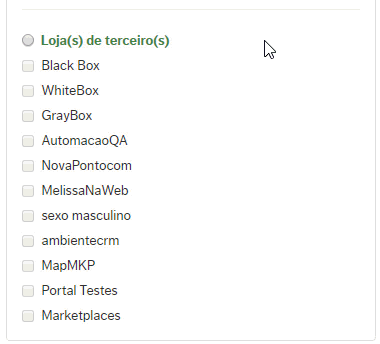 Loja(s) de terceiro(s)
Black Box
WhiteBox
GrayBox
AutomacaoQA
NovaPontocom
MelissaNaWeb
sexo masculino
ambientecrm
MapMKP
Portal Testes
Marketplaces